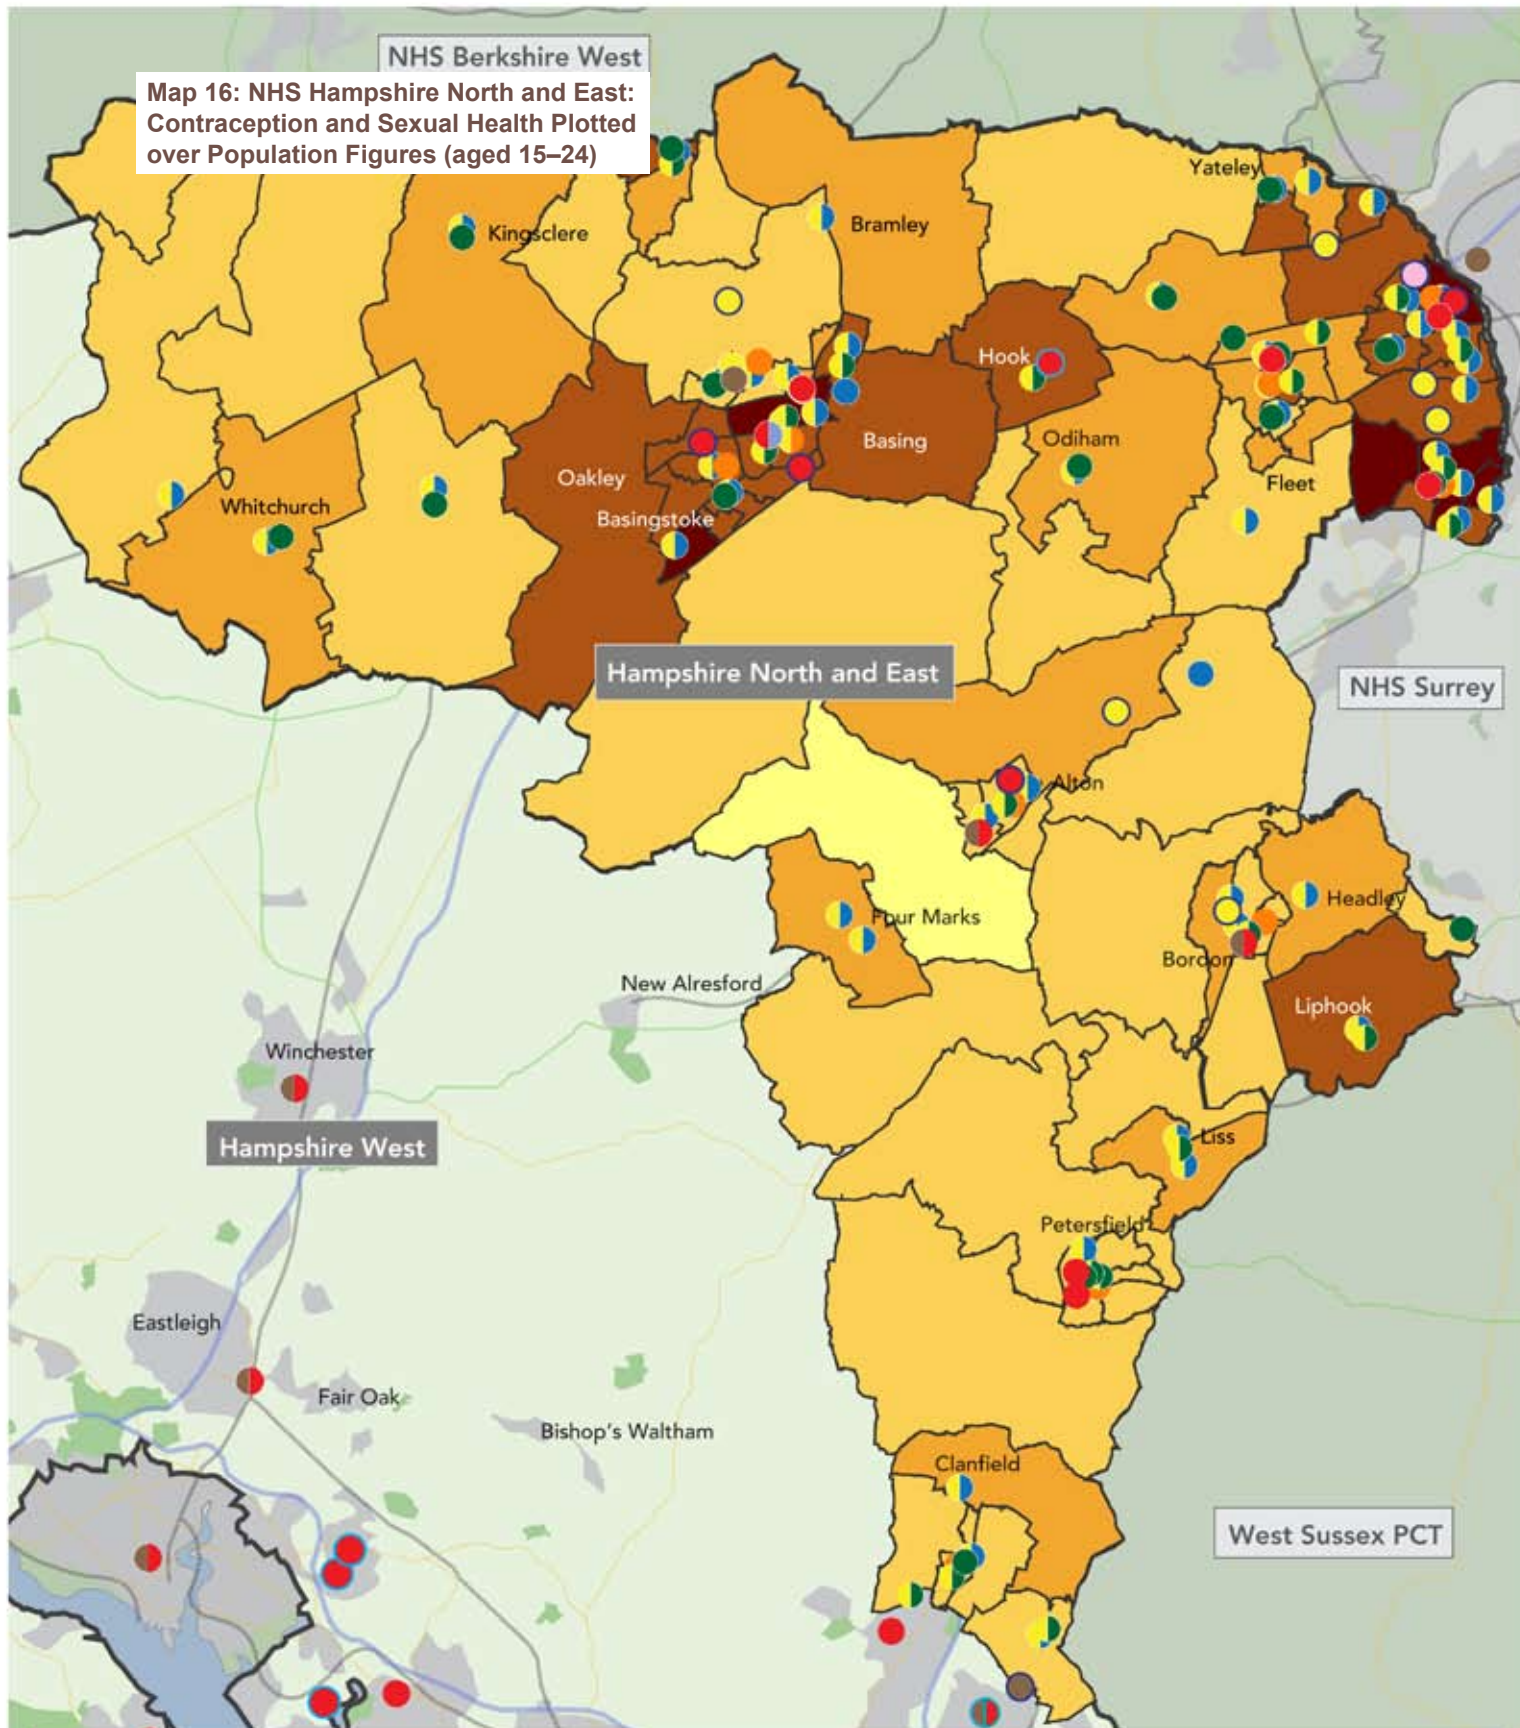 NHS Berkshire West
Map 16: NHS Hampshire North and East:
Contraception and Sexual Health Plotted
over Population Figures (aged 15–24)
Yateley
Kingsclere
Bramley
Hook
Basing
Odiham
Oakley
Fleet
Whitchurch
Basingstoke
Hampshire North and East
NHS Surrey
Alton
Headley
Four Marks
Bordon
New Alresford
Liphook
Winchester
Hampshire West
Liss
Petersfield
Eastleigh
Fair Oak
Bishop's Waltham
Clanfield
West Sussex PCT